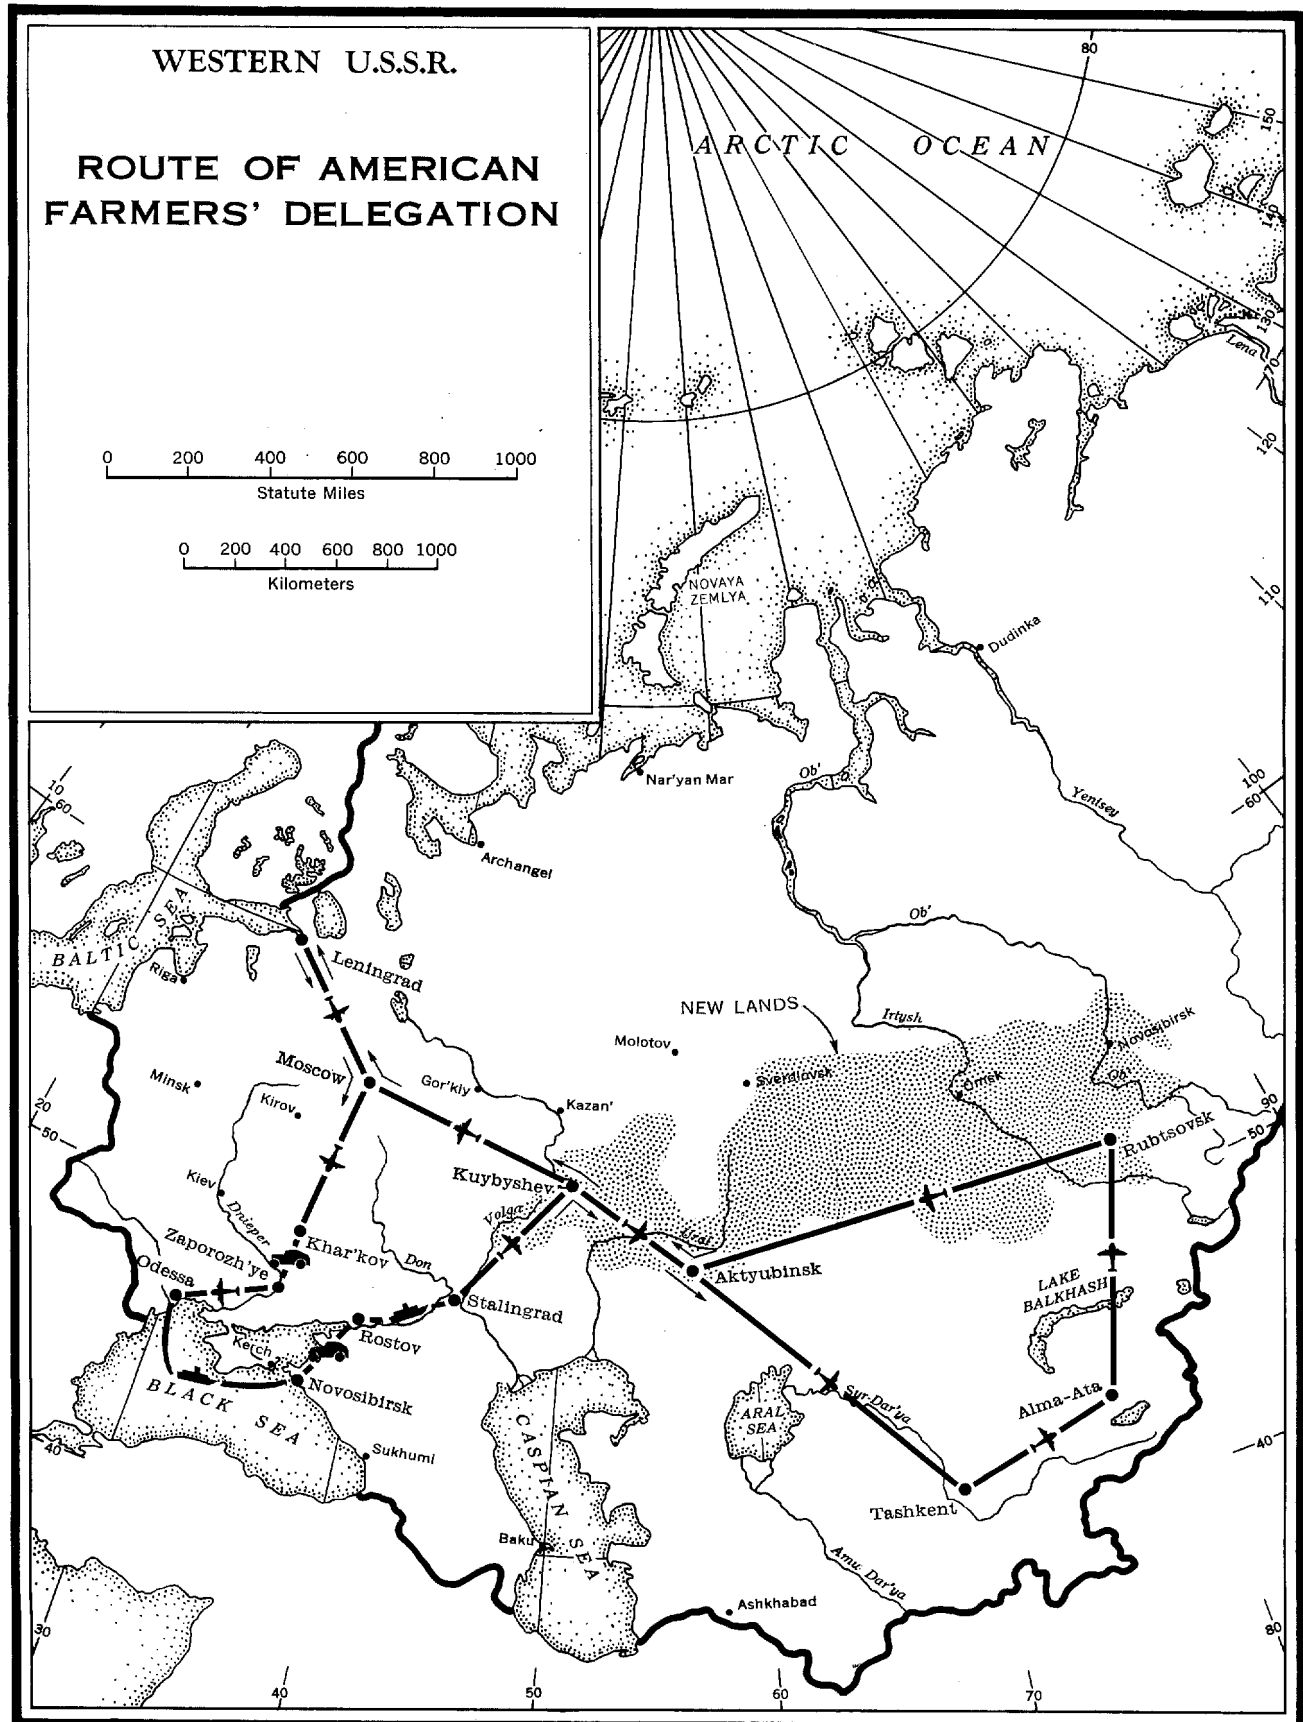 WESTERN U.S.S.R.
ROUTE OF AMERICAN
FARMERS' DELEGATION
0 200 400 600 800 1000
Statute Miles
0 200 400 600 800 1000
Kilometers
80
ARCTIC OCEAN
150
140
130
Lena
70
120
NOVAYA
ZEMLYA
110
Dudinka
Nar'yan Mar
Ob'
Yenisey
100
60
10
60
Archangel
BALTIC SEA
Riga
Leningrad
Ob'
NEW LANDS
Irtysh
Novosibirsk
Molotov
Sverdlovsk
Omsk
Ob'
Moscow
Gor'kiy
Kazan'
Minsk
Kirov
20
50
90
50
Rubtsovsk
Kuybyshev
Kiev
Dnieper
Volga
Ural
Zaporozh'ye
Khar'kov
Don
Odessa
Aktyubinsk
Stalingrad
LAKE
BALKHASH
Rostov
Kerch
Novosibirsk
BLACK SEA
Sukhumi
40
CASPIAN SEA
ARAL
SEA
Syr-Dar'ya
Alma-Ata
40
Tashkent
Baku
Amu Dar'ya
Ashkhabad
30
80
40
50
60
70